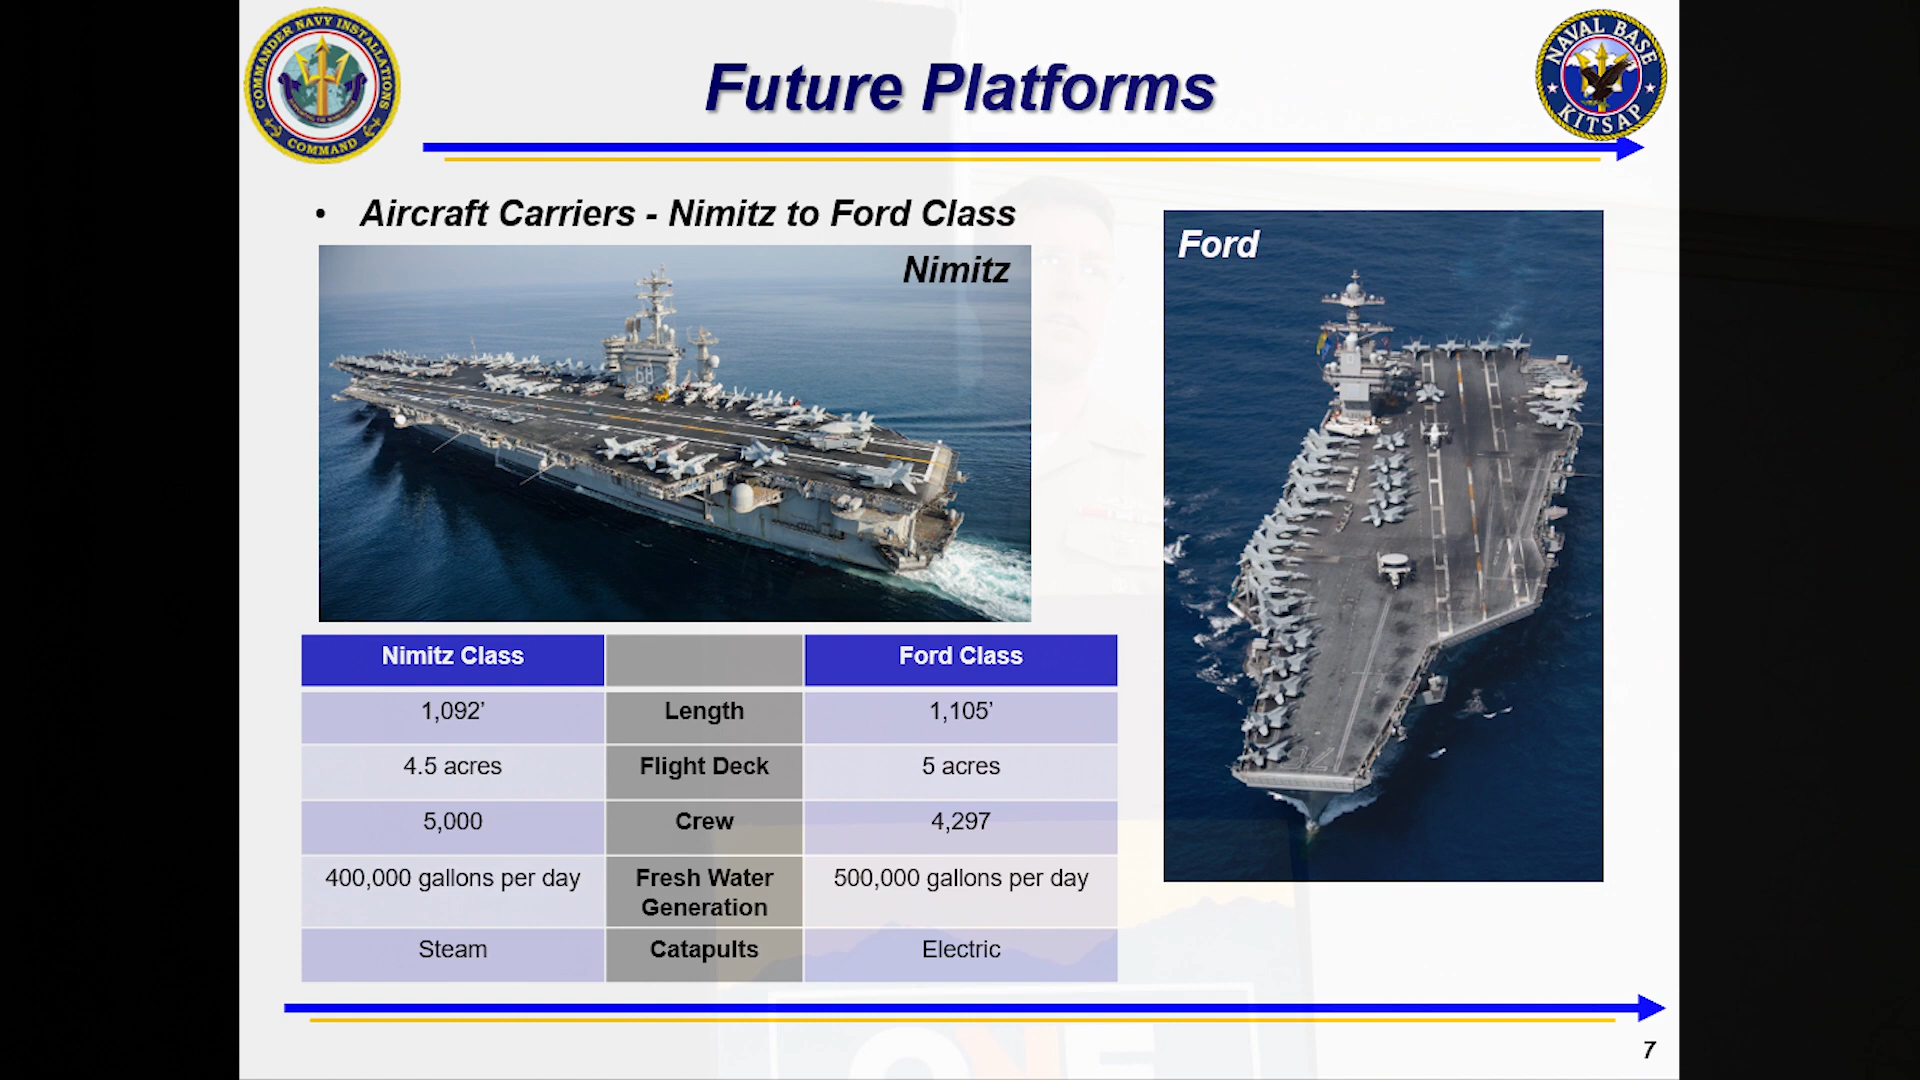 COMMANDER NAVY INSTALLATIONS
COMMAND
Future Platforms
NAVAL BASE
KITSAP
• Aircraft Carriers - Nimitz to Ford Class
Nimitz
Ford
68
Nimitz Class Ford Class
1,092’ Length 1,105’
4.5 acres Flight Deck 5 acres
5,000 Crew 4,297
400,000 gallons per day Fresh Water 500,000 gallons per day
Generation
Steam Catapults Electric
ONE
7